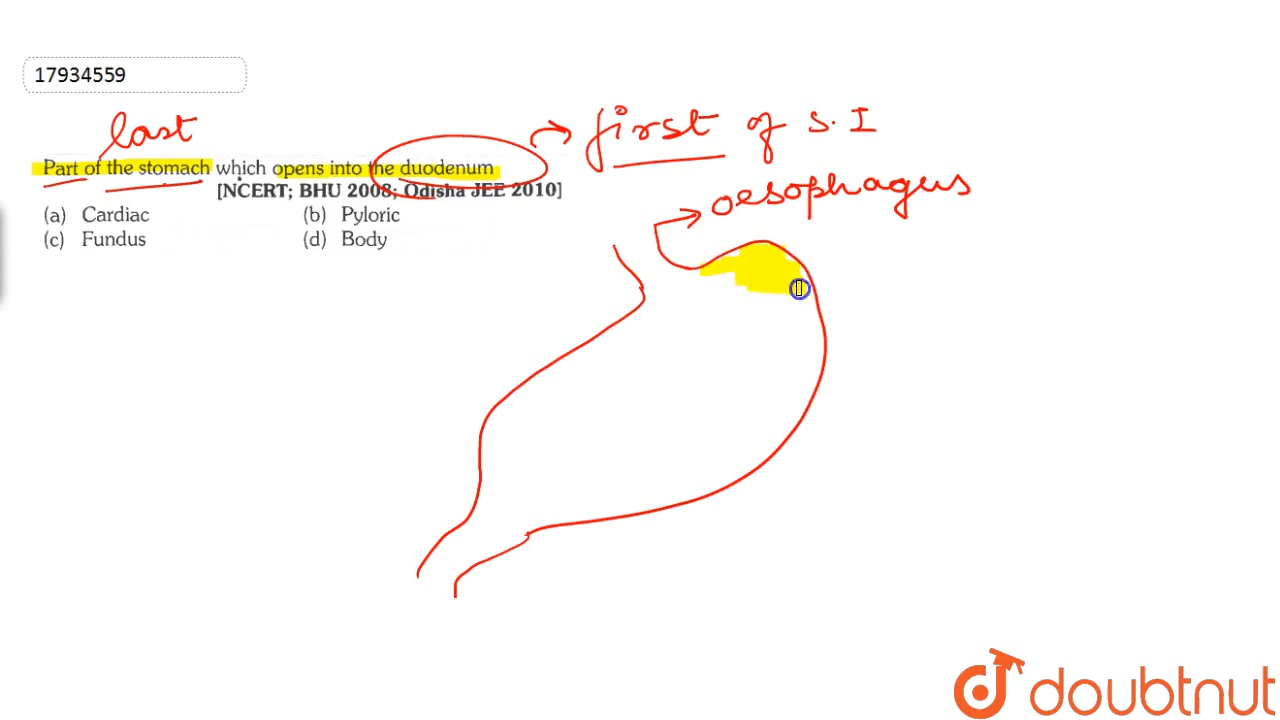 17934559
last
first of S.I
Part of the stomach which opens into the duodenum
[NCERT; BHU 2008; Odisha JEE 2010]
oesophagus
(a) Cardiac (b) Pyloric
(c) Fundus (d) Body
doubtnut